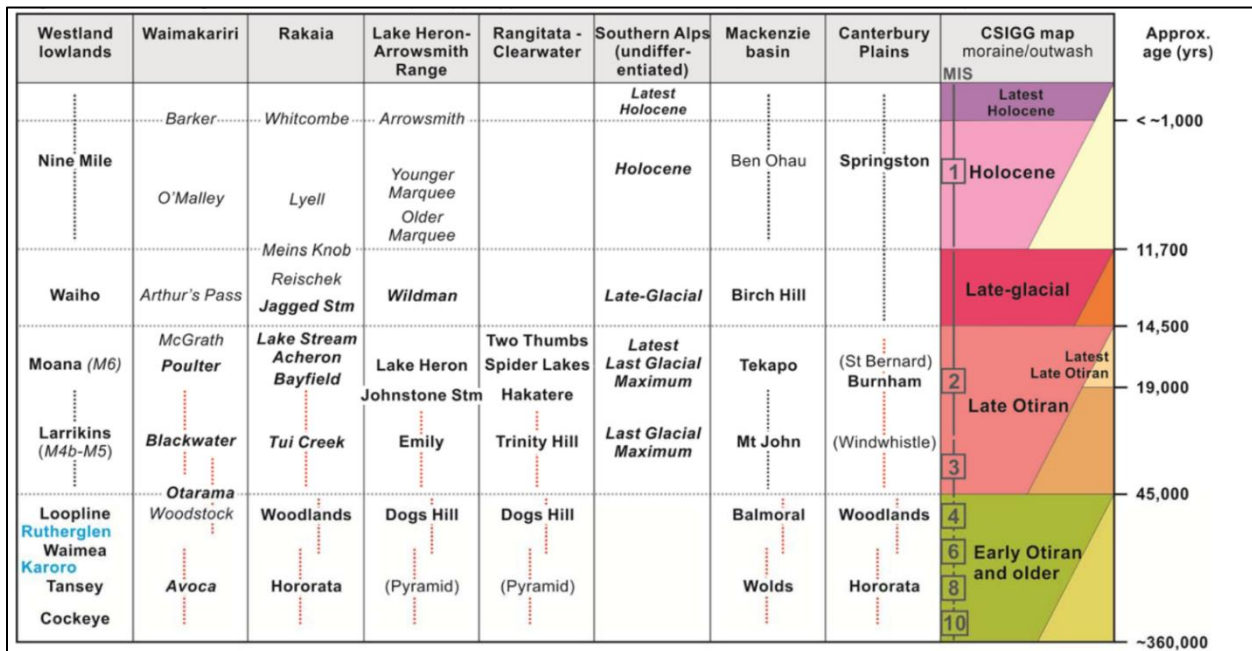 Westland lowlands
Waimakariri
Rakaia
Lake Heron-Arrowsmith Range
Rangitata - Clearwater
Southern Alps (undiffer-entiated)
Mackenzie basin
Canterbury Plains
CSIGG map moraine/outwash
MIS
Approx. age (yrs)
Latest Holocene
Latest Holocene
Barker
Whitcombe
Arrowsmith
< ~1,000
Nine Mile
O'Malley
Lyell
Younger Marquee
Older Marquee
Holocene
Ben Ohau
Springston
1
Holocene
Meins Knob
11,700
Waiho
Arthur's Pass
Reischek
Jagged Stm
Wildman
Late-Glacial
Birch Hill
Late-glacial
14,500
Moana (M6)
McGrath
Poulter
Lake Stream
Acheron
Bayfield
Lake Heron
Johnstone Stm
Two Thumbs
Spider Lakes
Hakatere
Latest Last Glacial Maximum
Tekapo
(St Bernard)
Burnham
2
Latest Late Otiran
19,000
Late Otiran
Larrikins
(M4b-M5)
Blackwater
Tui Creek
Emily
Trinity Hill
Last Glacial Maximum
Mt John
(Windwhistle)
3
Otarama
45,000
Loopline
Rutherglen
Waimea
Karoro
Tansey
Cockeye
Woodstock
Avoca
Woodlands
Hororata
Dogs Hill
(Pyramid)
Dogs Hill
(Pyramid)
Balmoral
Wolds
Woodlands
Hororata
4
6
8
10
Early Otiran and older
~360,000